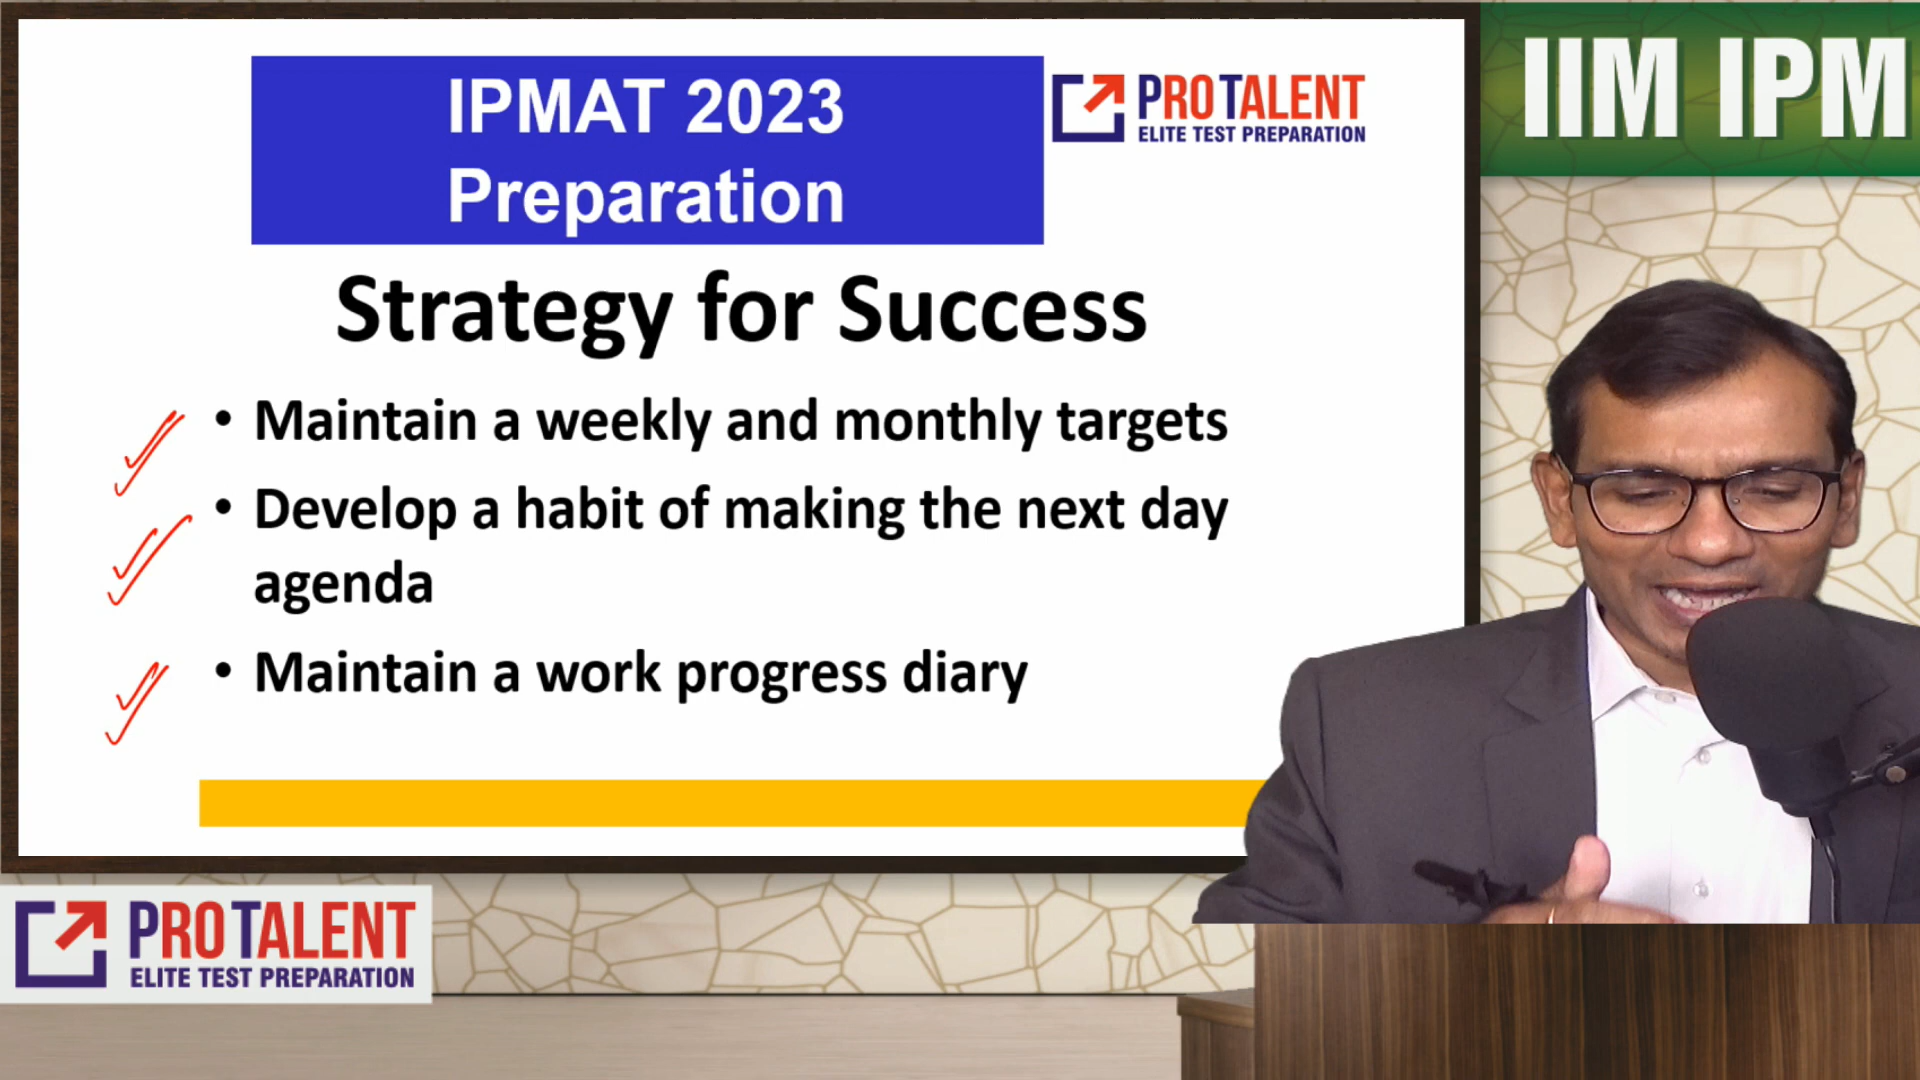 IPMAT 2023
Preparation
PROTALENT
ELITE TEST PREPARATION
IIM IPM
Strategy for Success
• Maintain a weekly and monthly targets
• Develop a habit of making the next day
agenda
• Maintain a work progress diary
PROTALENT
ELITE TEST PREPARATION